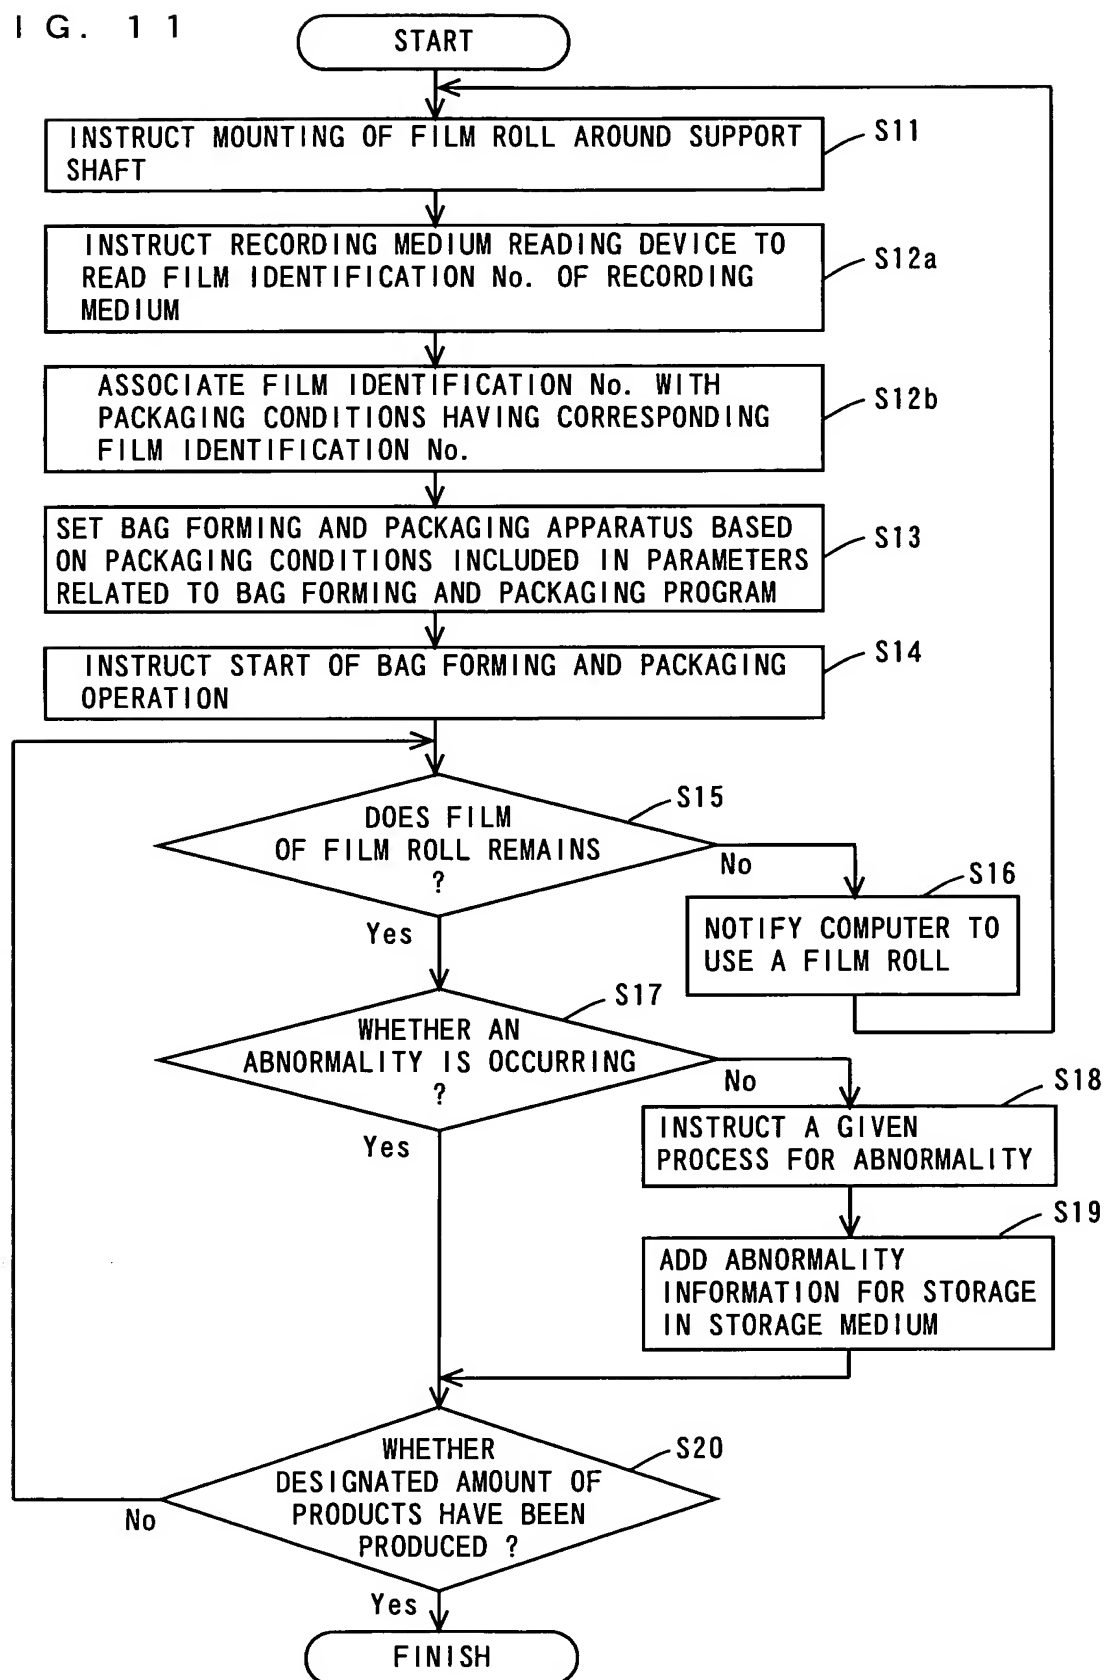 I G. 11
START
INSTRUCT MOUNTING OF FILM ROLL AROUND SUPPORT
SHAFT
S11
INSTRUCT RECORDING MEDIUM READING DEVICE TO
READ FILM IDENTIFICATION No. OF RECORDING
MEDIUM
S12a
ASSOCIATE FILM IDENTIFICATION No. WITH
PACKAGING CONDITIONS HAVING CORRESPONDING
FILM IDENTIFICATION No.
S12b
SET BAG FORMING AND PACKAGING APPARATUS BASED
ON PACKAGING CONDITIONS INCLUDED IN PARAMETERS
RELATED TO BAG FORMING AND PACKAGING PROGRAM
S13
INSTRUCT START OF BAG FORMING AND PACKAGING
OPERATION
S14
DOES FILM
OF FILM ROLL REMAINS
?
S15
No
Yes
S16
NOTIFY COMPUTER TO
USE A FILM ROLL
WHETHER AN
ABNORMALITY IS OCCURRING
?
S17
No
Yes
S18
INSTRUCT A GIVEN
PROCESS FOR ABNORMALITY
S19
ADD ABNORMALITY
INFORMATION FOR STORAGE
IN STORAGE MEDIUM
WHETHER
DESIGNATED AMOUNT OF
PRODUCTS HAVE BEEN
PRODUCED ?
S20
No
Yes
FINISH